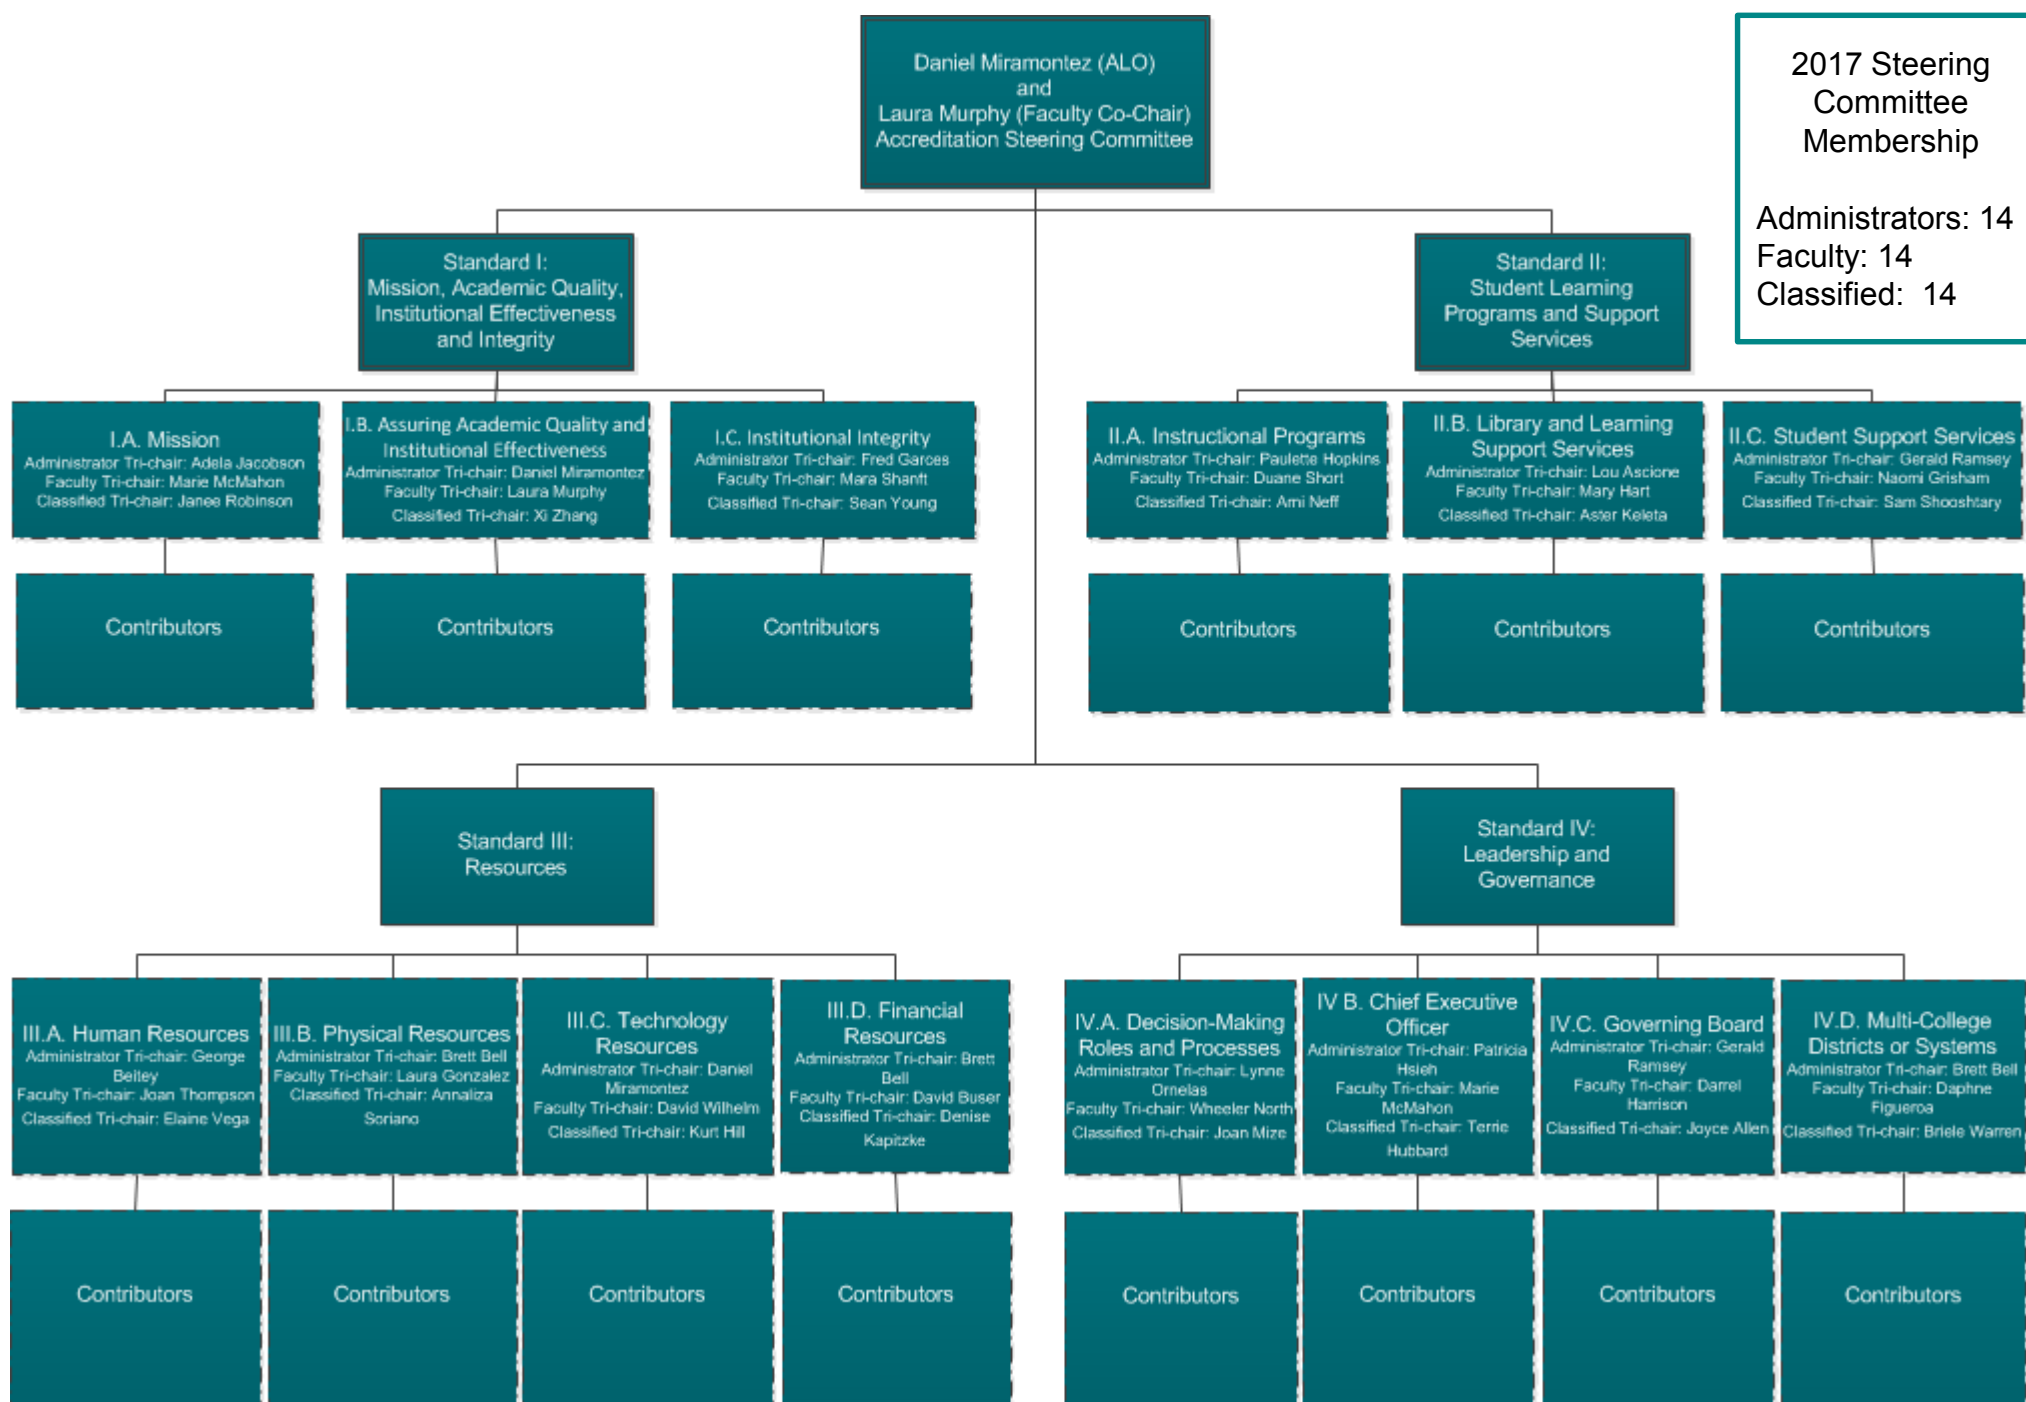 Daniel Miramontez (ALO)
and
Laura Murphy (Faculty Co-Chair)
Accreditation Steering Committee
2017 Steering
Committee
Membership
Administrators: 14
Faculty: 14
Classified: 14
Standard I:
Mission, Academic Quality,
Institutional Effectiveness
and Integrity
Standard II:
Student Learning
Programs and Support
Services
I.A. Mission
Administrator Tri-chair: Adela Jacobson
Faculty Tri-chair: Marie McMahon
Classified Tri-chair: Janee Robinson
I.B. Assuring Academic Quality and
Institutional Effectiveness
Administrator Tri-chair: Daniel Miramontez
Faculty Tri-chair: Laura Murphy
Classified Tri-chair: Xi Zhang
I.C. Institutional Integrity
Administrator Tri-chair: Fred Garces
Faculty Tri-chair: Mara Sanft
Classified Tri-chair: Sean Young
II.A. Instructional Programs
Administrator Tri-chair: Paulette Hopkins
Faculty Tri-chair: Duane Short
Classified Tri-chair: Ami Neff
II.B. Library and Learning
Support Services
Administrator Tri-chair: Lou Ascione
Faculty Tri-chair: Mary Hart
Classified Tri-chair: Aster Keleta
II.C. Student Support Services
Administrator Tri-chair: Gerald Ramsey
Faculty Tri-chair: Naomi Grisham
Classified Tri-chair: Sam Shooshtary
Contributors
Contributors
Contributors
Contributors
Contributors
Contributors
Standard III:
Resources
Standard IV:
Leadership and
Governance
III.A. Human Resources
Administrator Tri-chair: George
Beitey
Faculty Tri-chair: Joan Thompson
Classified Tri-chair: Elaine Vega
III.B. Physical Resources
Administrator Tri-chair: Brett Bell
Faculty Tri-chair: Laura Gonzalez
Classified Tri-chair: Annaliza
Soriano
III.C. Technology
Resources
Administrator Tri-chair: Daniel
Miramontez
Faculty Tri-chair: David Wilhelm
Classified Tri-chair: Kurt Hill
III.D. Financial
Resources
Administrator Tri-chair: Brett
Bell
Faculty Tri-chair: David Buser
Classified Tri-chair: Denise
Kapitzke
IV.A. Decision-Making
Roles and Processes
Administrator Tri-chair: Lynne
Ornelas
Faculty Tri-chair: Wheeler North
Classified Tri-chair: Joan Mize
IV B. Chief Executive
Officer
Administrator Tri-chair: Patricia
Hsieh
Faculty Tri-chair: Marie
McMahon
Classified Tri-chair: Terrie
Hubbard
IV.C. Governing Board
Administrator Tri-chair: Gerald
Ramsey
Faculty Tri-chair: Darrel
Harrison
Classified Tri-chair: Joyce Allen
IV.D. Multi-College
Districts or Systems
Administrator Tri-chair: Brett Bell
Faculty Tri-chair: Daphne
Figueroa
Classified Tri-chair: Briele Warren
Contributors
Contributors
Contributors
Contributors
Contributors
Contributors
Contributors
Contributors